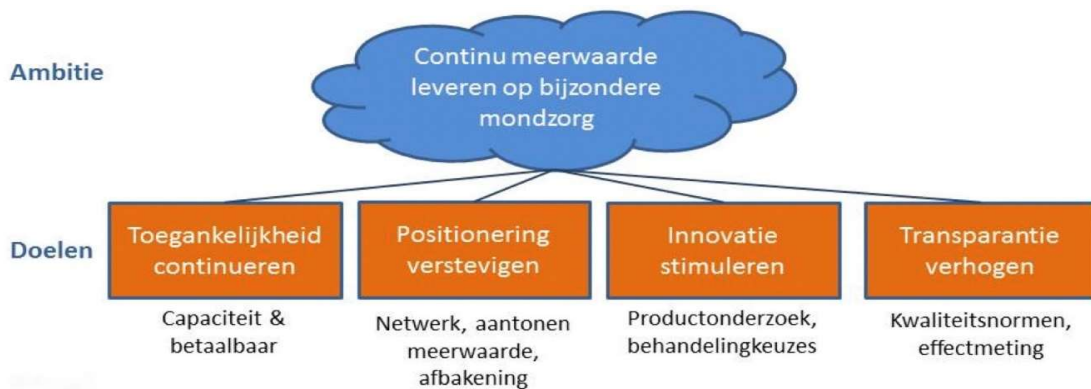 Ambitie
Continu meerwaarde
leveren op bijzondere
mondzorg
Doelen
Toegankelijkheid
continueren
Positionering
verstevigen
Innovatie
stimuleren
Transparantie
verhogen
Capaciteit &
betaalbaar
Netwerk, aantonen
meerwaarde,
afbakening
Productonderzoek,
behandelingkeuzes
Kwaliteitsnormen,
effectmeting